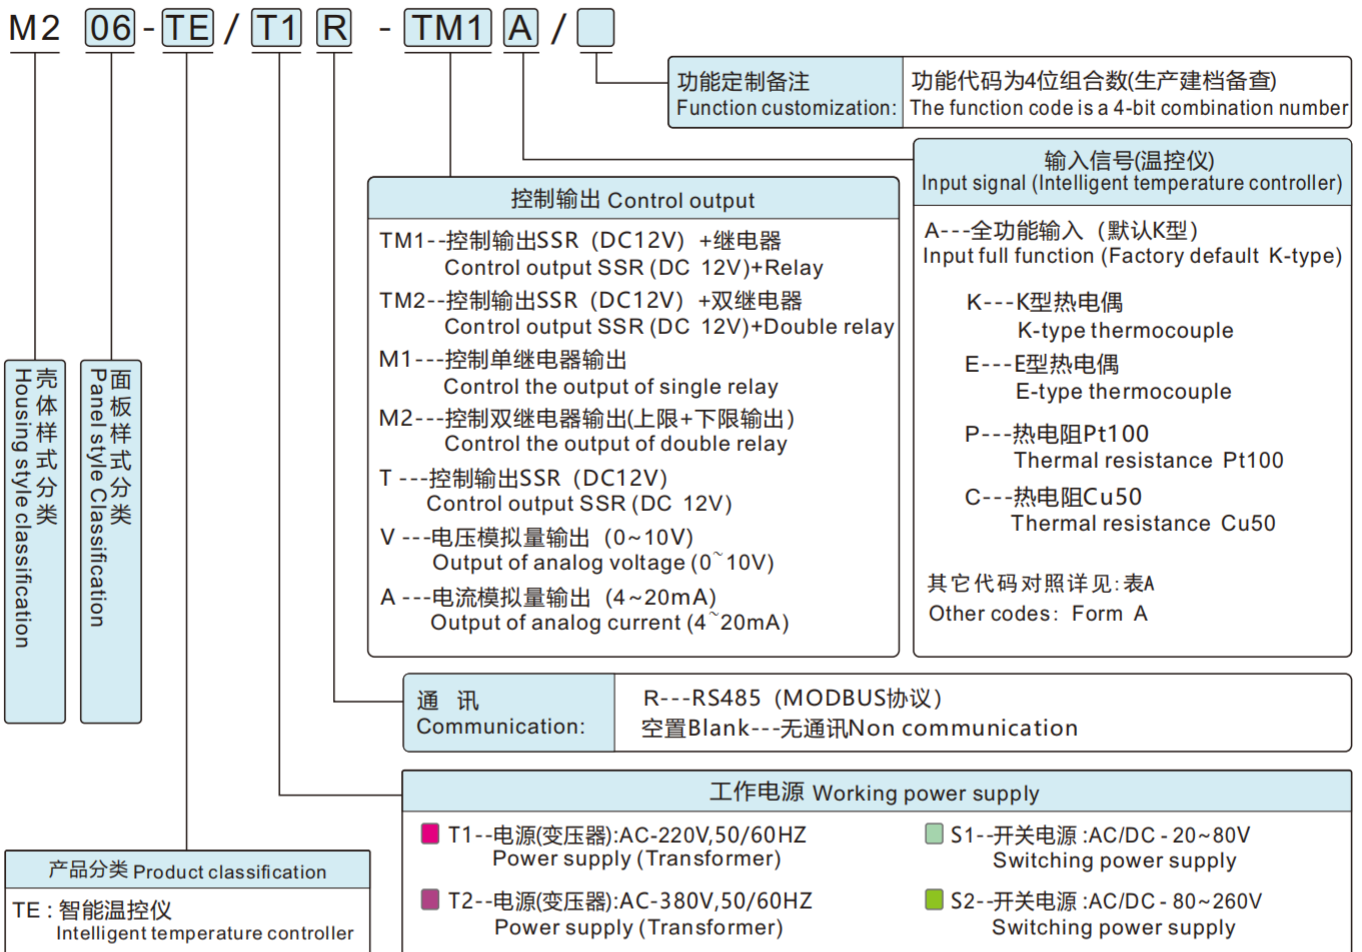 M2 06-TE/T1 R-TM1 A/
功能定制备注
Function customization:
功能代码为4位组合数(生产建档备查)
The function code is a 4-bit combination number
输入信号(温控仪)
Input signal (Intelligent temperature controller)
A---全功能输入（默认K型）
Input full function (Factory default K-type)
K---K型热电偶
K-type thermocouple
E---E型热电偶
E-type thermocouple
P---热电阻Pt100
Thermal resistance Pt100
C---热电阻Cu50
Thermal resistance Cu50
其它代码对照详见:表A
Other codes: Form A
控制输出 Control output
TM1--控制输出SSR（DC12V）+继电器
Control output SSR (DC 12V)+Relay
TM2--控制输出SSR（DC12V）+双继电器
Control output SSR (DC 12V)+Double relay
M1---控制单继电器输出
Control the output of single relay
M2---控制双继电器输出(上限+下限输出）
Control the output of double relay
T ---控制输出SSR（DC12V）
Control output SSR (DC 12V)
V ---电压模拟量输出（0~10V）
Output of analog voltage (0~10V)
A ---电流模拟量输出（4~20mA）
Output of analog current (4~20mA)
壳体样式分类
Housing style classification
面板样式分类
Panel style Classification
通 讯
Communication:
R---RS485（MODBUS协议）
空置Blank---无通讯Non communication
工作电源 Working power supply
T1--电源(变压器):AC-220V,50/60HZ
Power supply (Transformer)
T2--电源(变压器):AC-380V,50/60HZ
Power supply (Transformer)
S1--开关电源 :AC/DC - 20~80V
Switching power supply
S2--开关电源 :AC/DC - 80~260V
Switching power supply
产品分类 Product classification
TE : 智能温控仪
Intelligent temperature controller